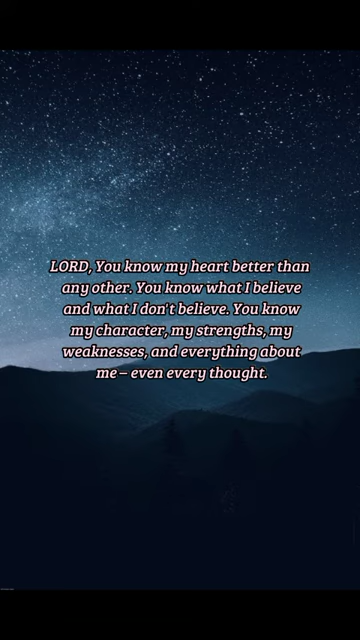 LORD, You know my heart better than
any other. You know what I believe
and what I don't believe. You know
my character, my strengths, my
weaknesses, and everything about
me – even every thought.